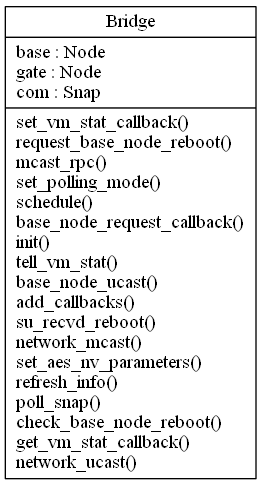 Bridge
base : Node
gate : Node
com : Snap
set_vm_stat_callback()
request_base_node_reboot()
mcast_rpc()
set_polling_mode()
schedule()
base_node_request_callback()
init()
tell_vm_stat()
base_node_ucast()
add_callbacks()
su_recvd_reboot()
network_mcast()
set_aes_nv_parameters()
refresh_info()
poll_snap()
check_base_node_reboot()
get_vm_stat_callback()
network_ucast()